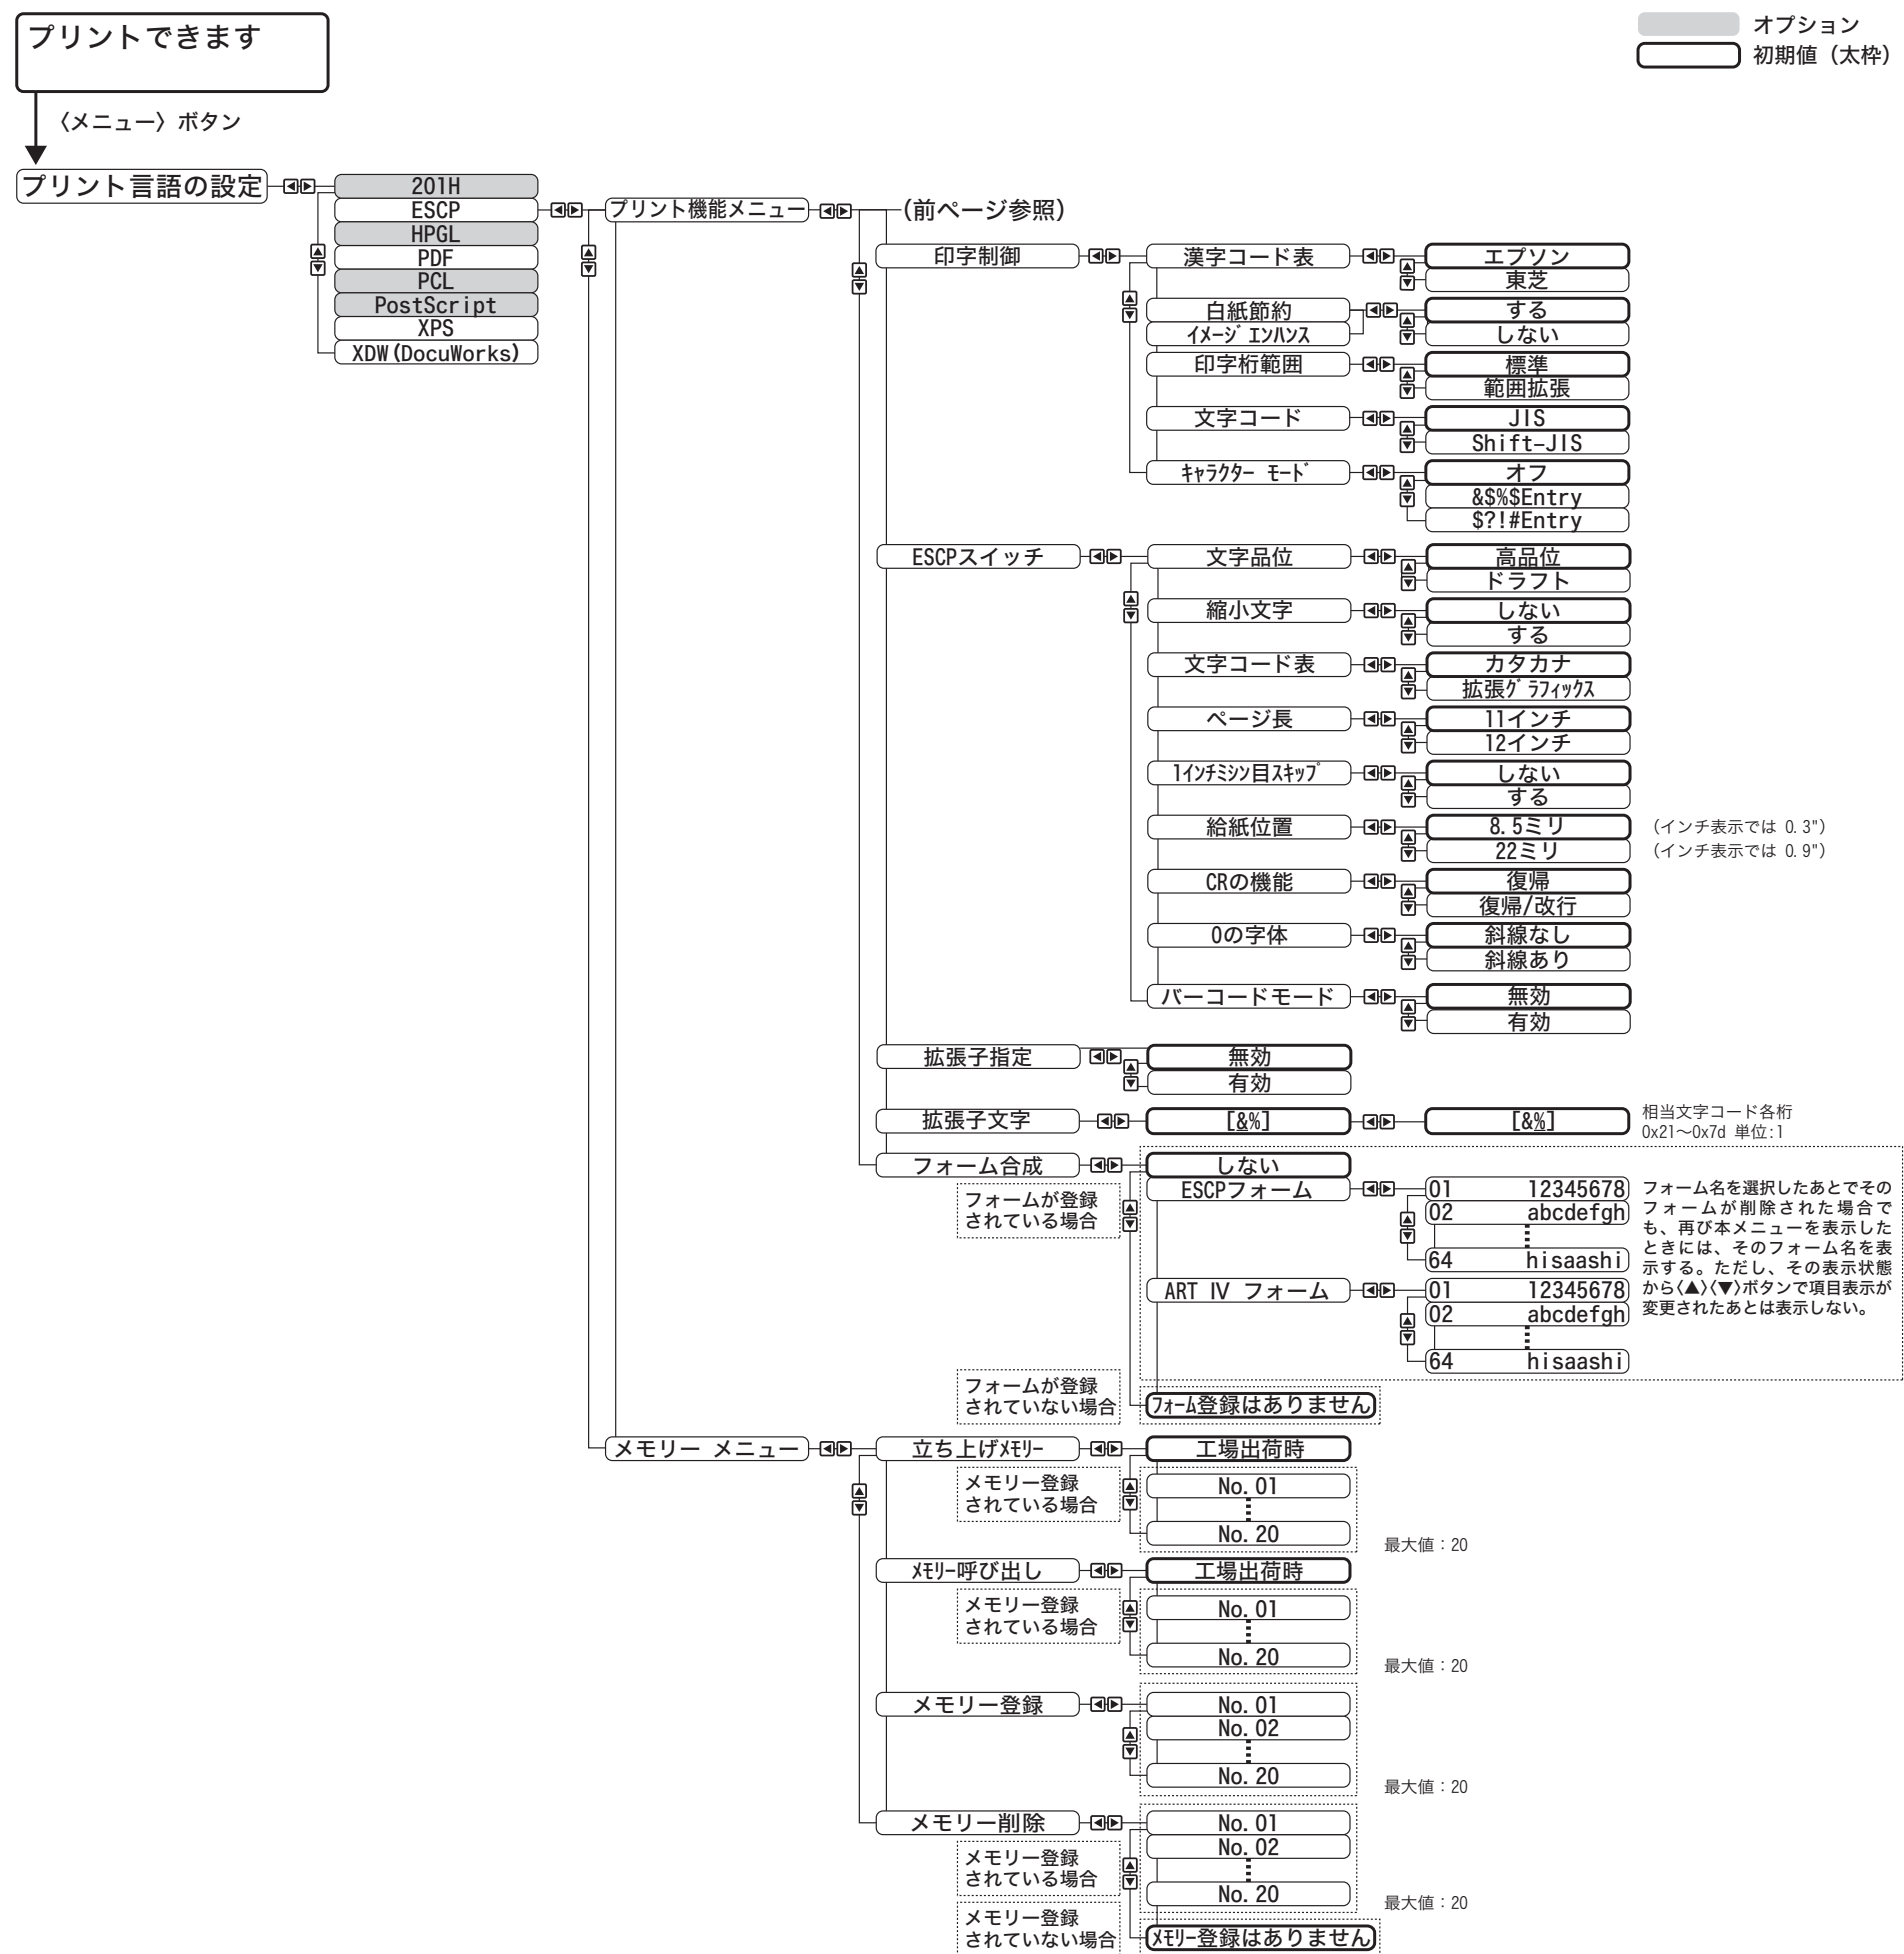 プリントできます
オプション
初期値（太枠）
〈メニュー〉ボタン
プリント言語の設定
201H
ESCP
HPGL
PDF
PCL
PostScript
XPS
XDW(DocuWorks)
プリント機能メニュー
(前ページ参照)
印字制御
漢字コード表
エプソン
東芝
白紙節約
イメージ エンハンス
する
しない
印字桁範囲
標準
範囲拡張
文字コード
JIS
Shift-JIS
キャラクター モード
オフ
&$%$Entry
$?!#Entry
ESCPスイッチ
文字品位
高品位
ドラフト
縮小文字
しない
する
文字コード表
カタカナ
拡張グラフィックス
ページ長
11インチ
12インチ
1インチミシン目スキップ
しない
する
給紙位置
8.5ミリ
(インチ表示では 0.3")
22ミリ
(インチ表示では 0.9")
CRの機能
復帰
復帰/改行
0の字体
斜線なし
斜線あり
バーコードモード
無効
有効
拡張子指定
無効
有効
拡張子文字
[&%]
[&%]
相当文字コード各桁
0x21～0x7d 単位:1
フォーム合成
しない
フォームが登録
されている場合
ESCPフォーム
01 12345678
02 abcdefgh
64 hisaashi
フォーム名を選択したあとでその
フォームが削除された場合で
も、再び本メニューを表示した
ときには、そのフォーム名を表
示する。ただし、その表示状態
から〈▲〉〈▼〉ボタンで項目表示が
変更されたあとは表示しない。
ART IV フォーム
01 12345678
02 abcdefgh
64 hisaashi
フォームが登録
されていない場合
フォーム登録はありません
メモリー メニュー
立ち上げメモリー
工場出荷時
メモリー登録
されている場合
No.01
No.20
最大値：20
メモリー呼び出し
工場出荷時
メモリー登録
されている場合
No.01
No.20
最大値：20
メモリー登録
No.01
No.02
No.20
最大値：20
メモリー削除
No.01
No.02
メモリー登録
されている場合
No.20
最大値：20
メモリー登録
されていない場合
メモリー登録はありません